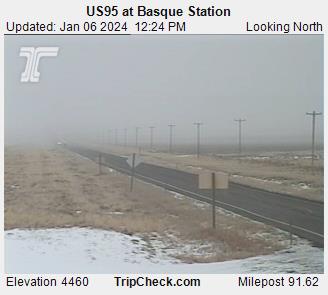 US95 at Basque Station
Updated: Jan 06 2024 12:24 PM Looking North
Elevation 4460 TripCheck.com Milepost 91.62